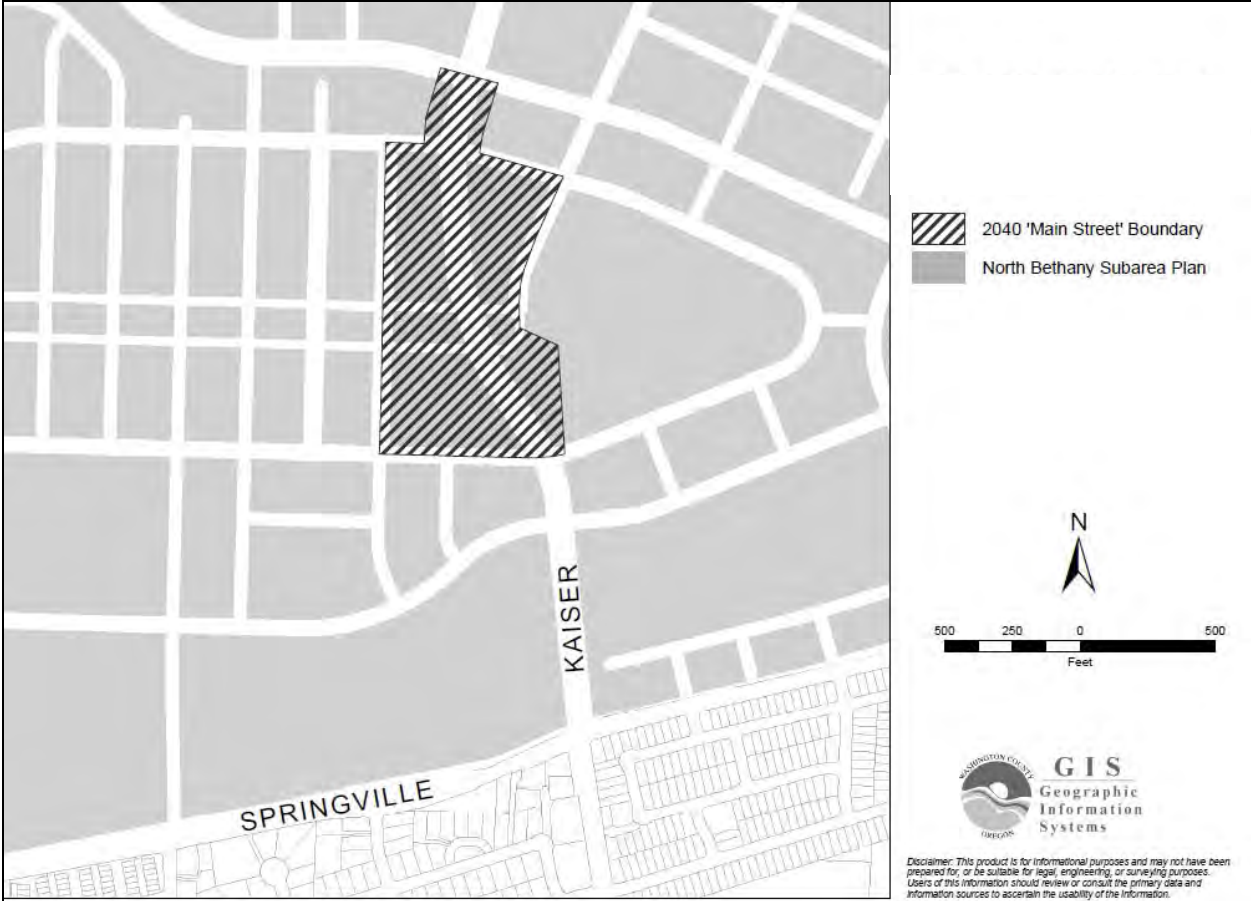 2040 'Main Street' Boundary
North Bethany Subarea Plan
N
500 250 0 500
Feet
KAISER
SPRINGVILLE
WASHINGTON COUNTY
OREGON
G I S
Geographic
Information
Systems
Disclaimer: This product is for informational purposes and may not have been
prepared for, or be suitable for legal, engineering, or surveying purposes.
Users of this information should review or consult the primary data and
information sources to ascertain the usability of the information.